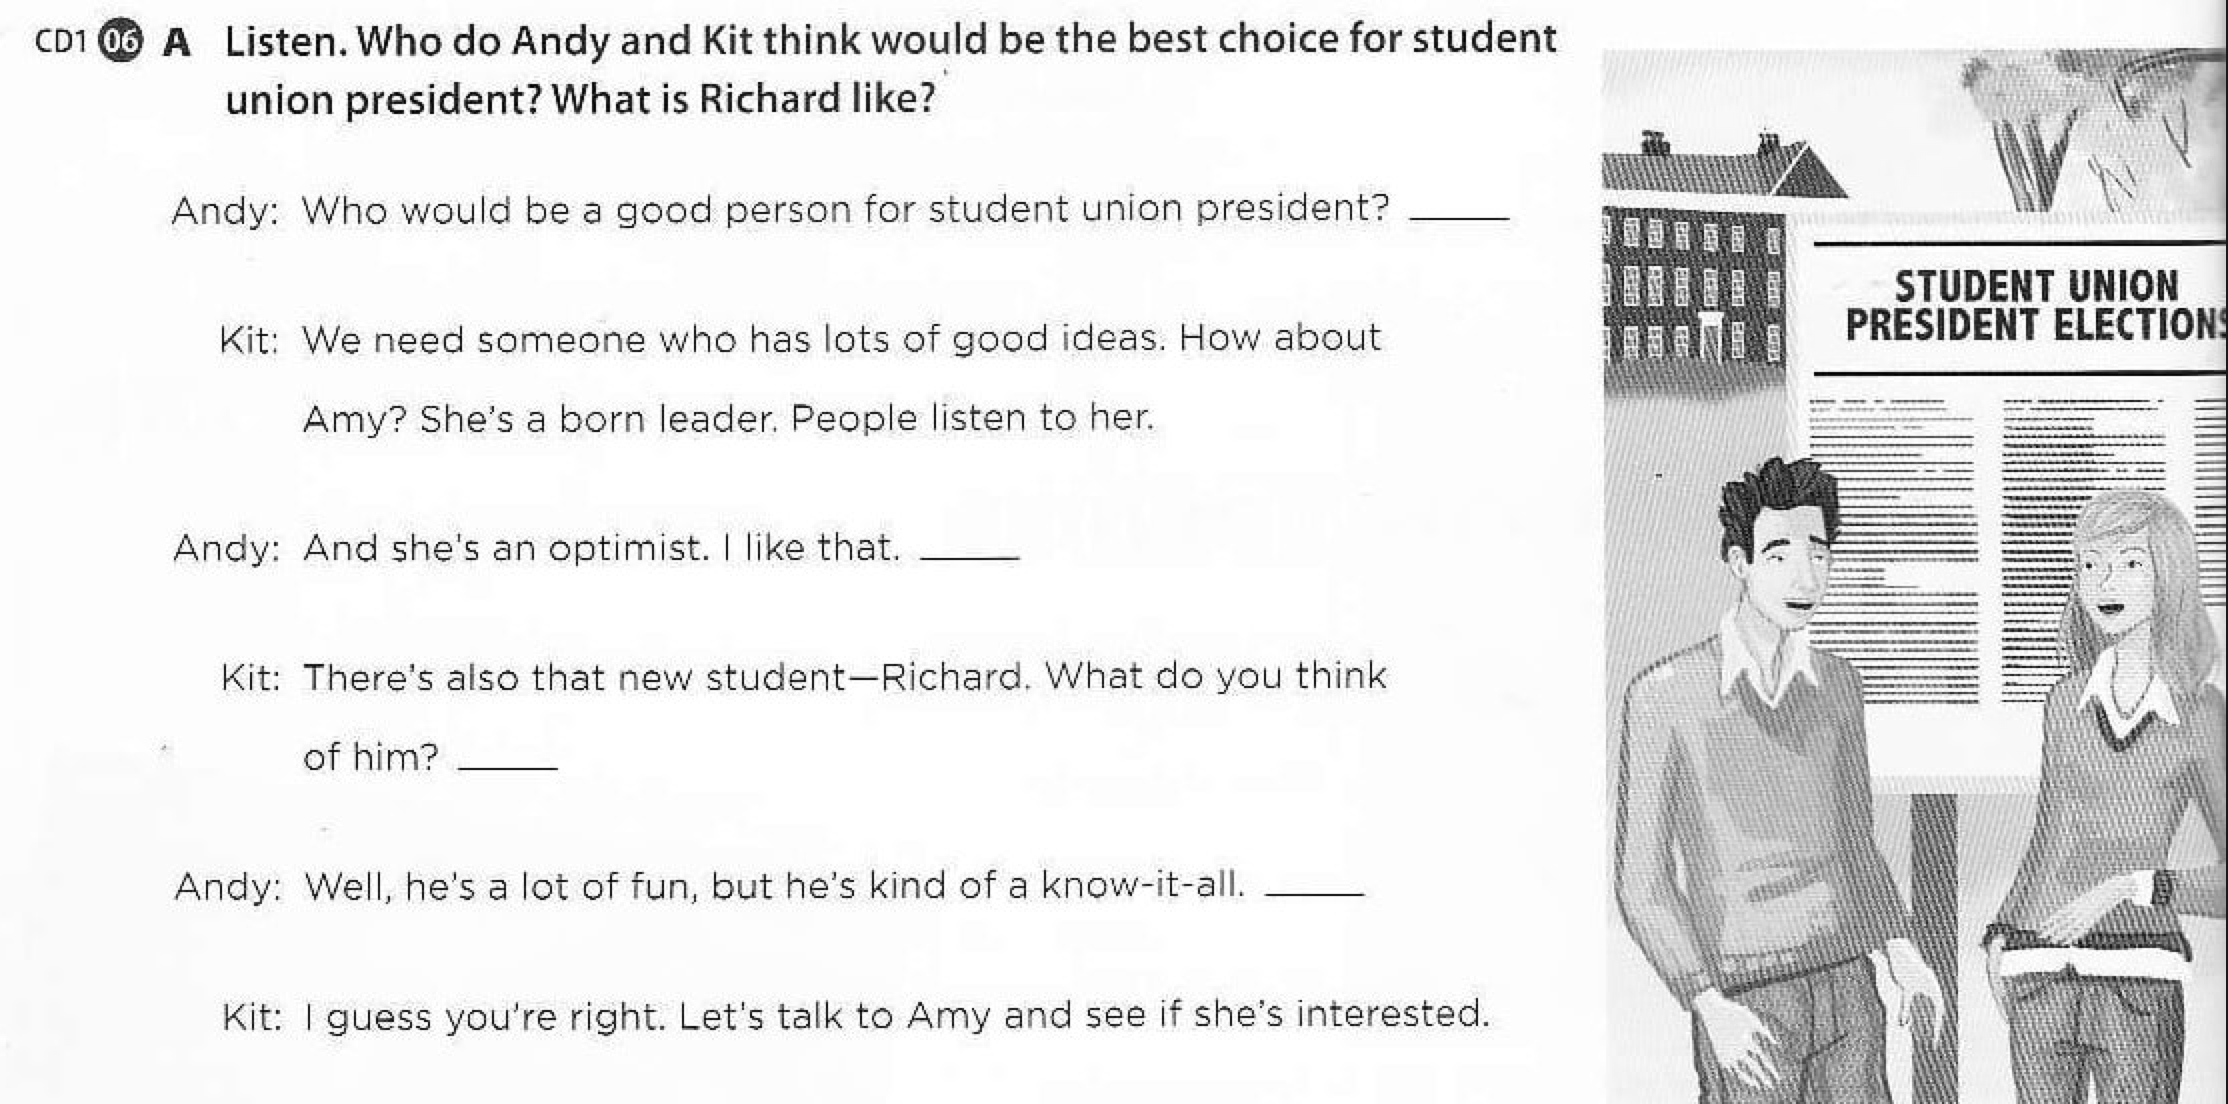 CD1 06 A Listen. Who do Andy and Kit think would be the best choice for student
union president? What is Richard like?
Andy: Who would be a good person for student union president? _____
Kit: We need someone who has lots of good ideas. How about
Amy? She's a born leader. People listen to her.
Andy: And she's an optimist. I like that. _____
Kit: There's also that new student—Richard. What do you think
of him? _____
Andy: Well, he's a lot of fun, but he's kind of a know-it-all. _____
Kit: I guess you're right. Let's talk to Amy and see if she's interested.
STUDENT UNION
PRESIDENT ELECTIONS